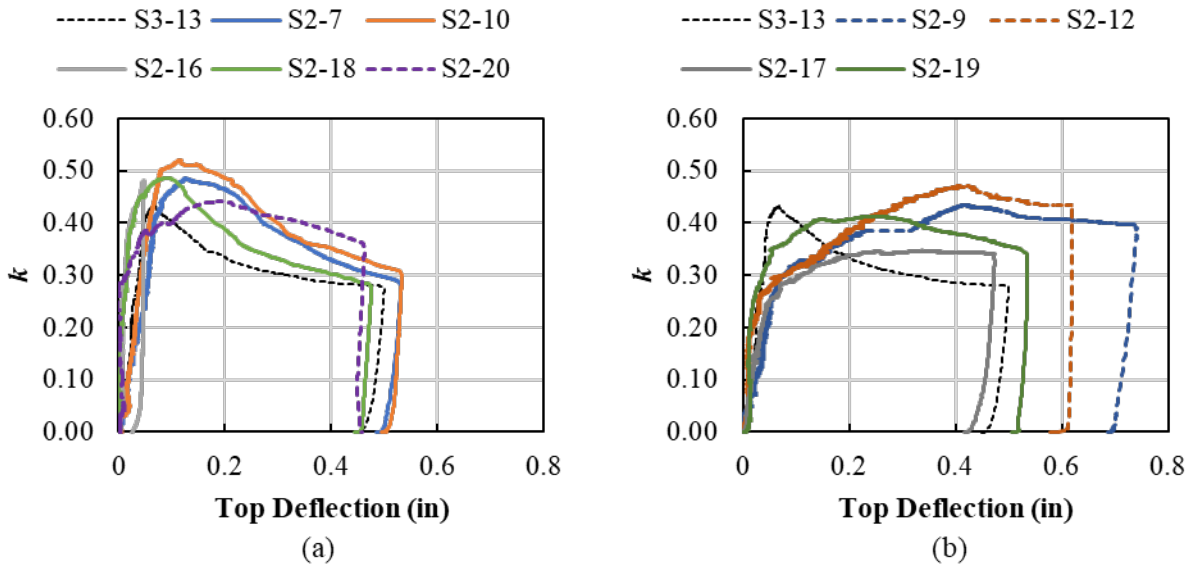 S3-13 S2-7 S2-10
S2-16 S2-18 S2-20
0.60
0.50
0.40
0.30
0.20
0.10
0.00
k
0 0.2 0.4 0.6 0.8
Top Deflection (in)
(a)
S3-13 S2-9 S2-12
S2-17 S2-19
0.60
0.50
0.40
0.30
0.20
0.10
0.00
k
0 0.2 0.4 0.6 0.8
Top Deflection (in)
(b)